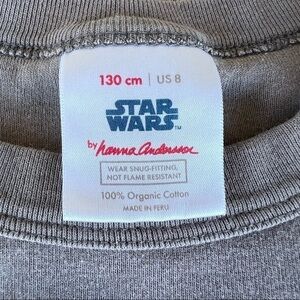 130 cm | US 8
STAR
WARS™
by hanna andersson
WEAR SNUG-FITTING,
NOT FLAME RESISTANT
100% Organic Cotton
MADE IN PERU